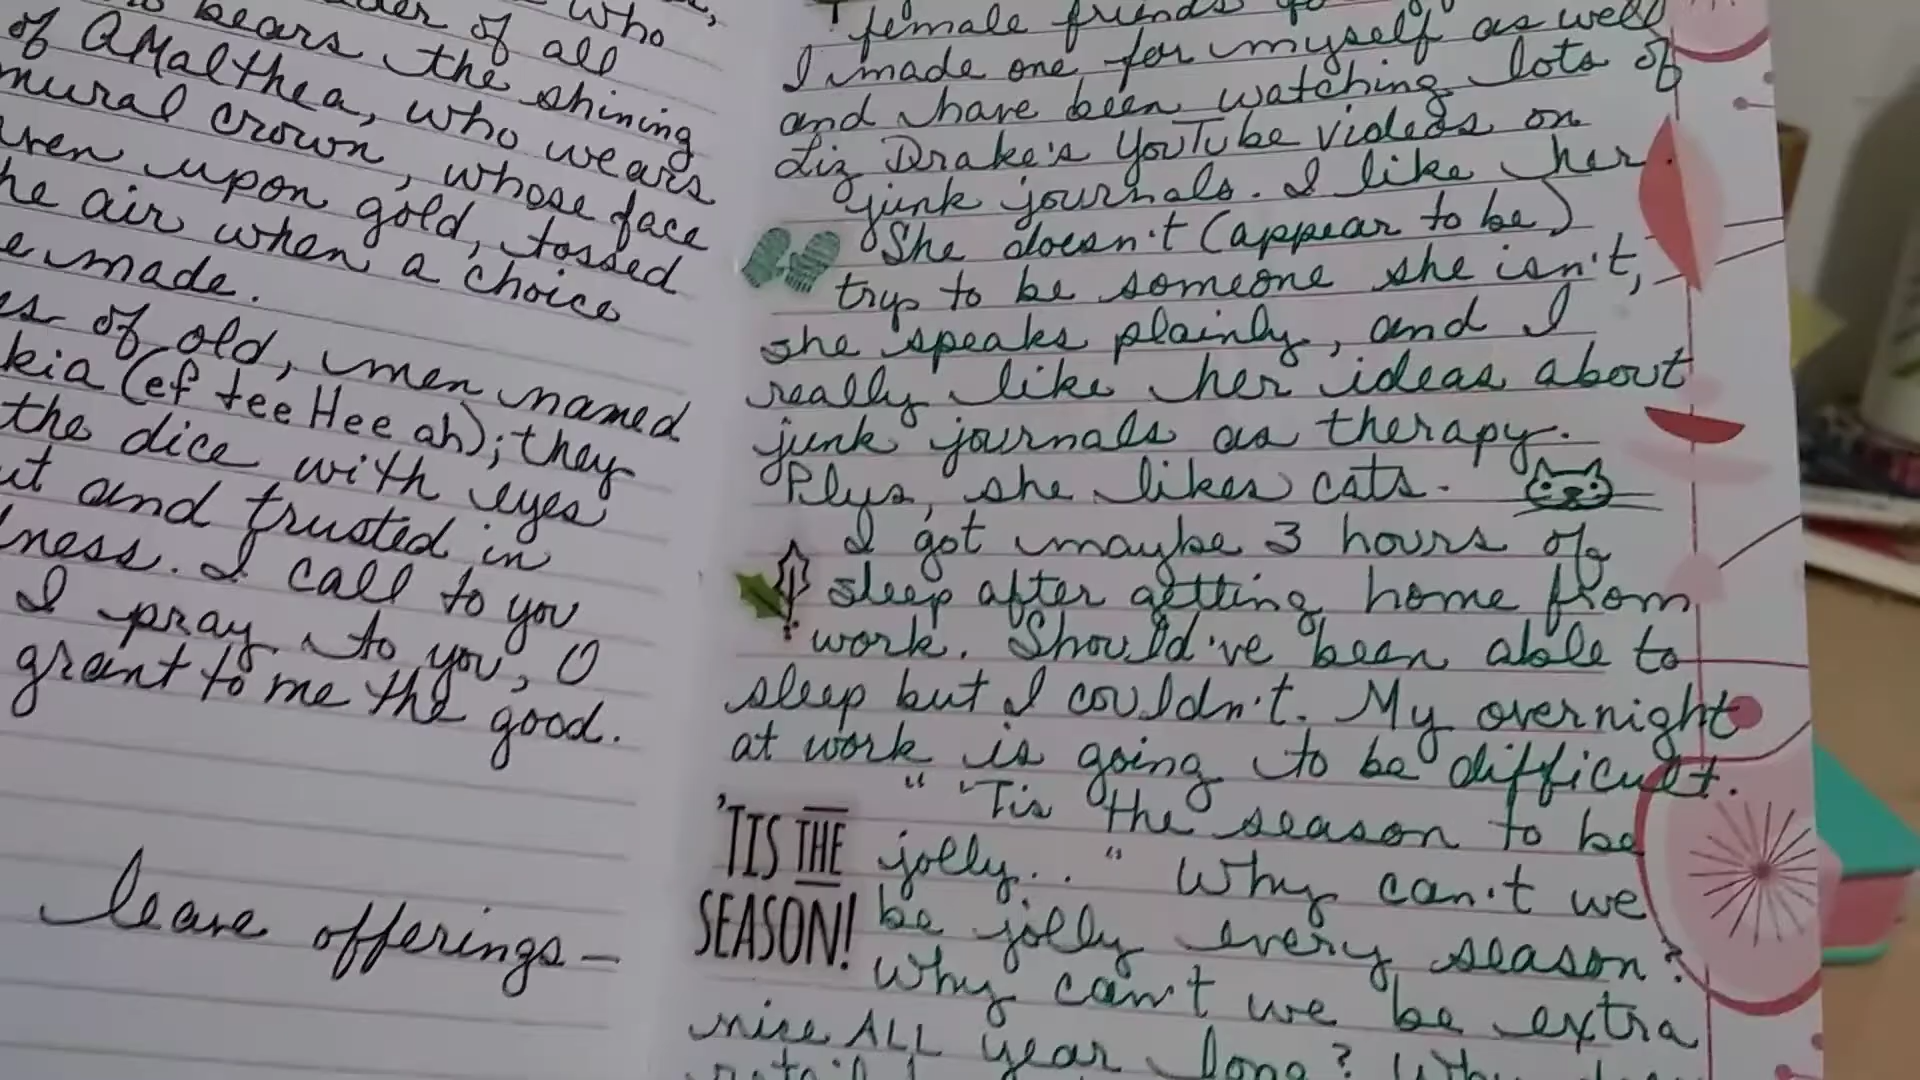 who
bears
of all
of AMalthea, who wears the shining
mural crown, whose face
upon gold, tossed
he air when a choice
e made.
of old, men named
kia (ef tee Hee ah); they
the dice with eyes
ut and trusted in
ness. I call to you
I pray to you, O
grant to me the good.
leave offerings —
female friends
I made one for myself as well
and have been watching lots of
Liz Drake's YouTube videos on
junk journals. I like her.
She doesn't (appear to be)
try to be someone she isn't,
she speaks plainly, and I
really like her ideas about
junk journals as therapy.
Plus, she likes cats.
I got maybe 3 hours of
sleep after getting home from
work. Should've been able to
sleep but I couldn't. My overnight
at work is going to be difficult.
" 'Tis the season to be
jolly... " Why can't we
be jolly every season?
Why can't we be extra
nice ALL year long? Why
'TIS THE
SEASON!